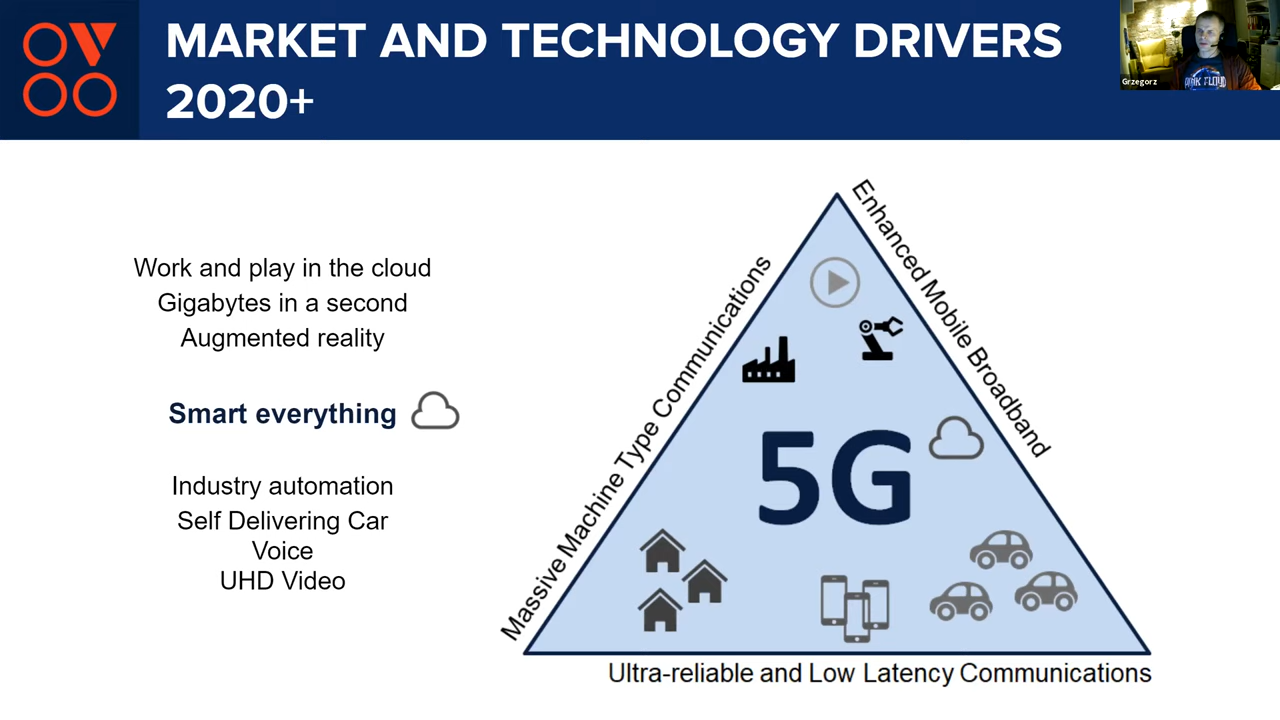 MARKET AND TECHNOLOGY DRIVERS
2020+
Grzegorz
PINK FLOYD
Work and play in the cloud
Gigabytes in a second
Augmented reality
Smart everything
Industry automation
Self Delivering Car
Voice
UHD Video
Massive Machine Type Communications
Enhanced Mobile Broadband
5G
Ultra-reliable and Low Latency Communications